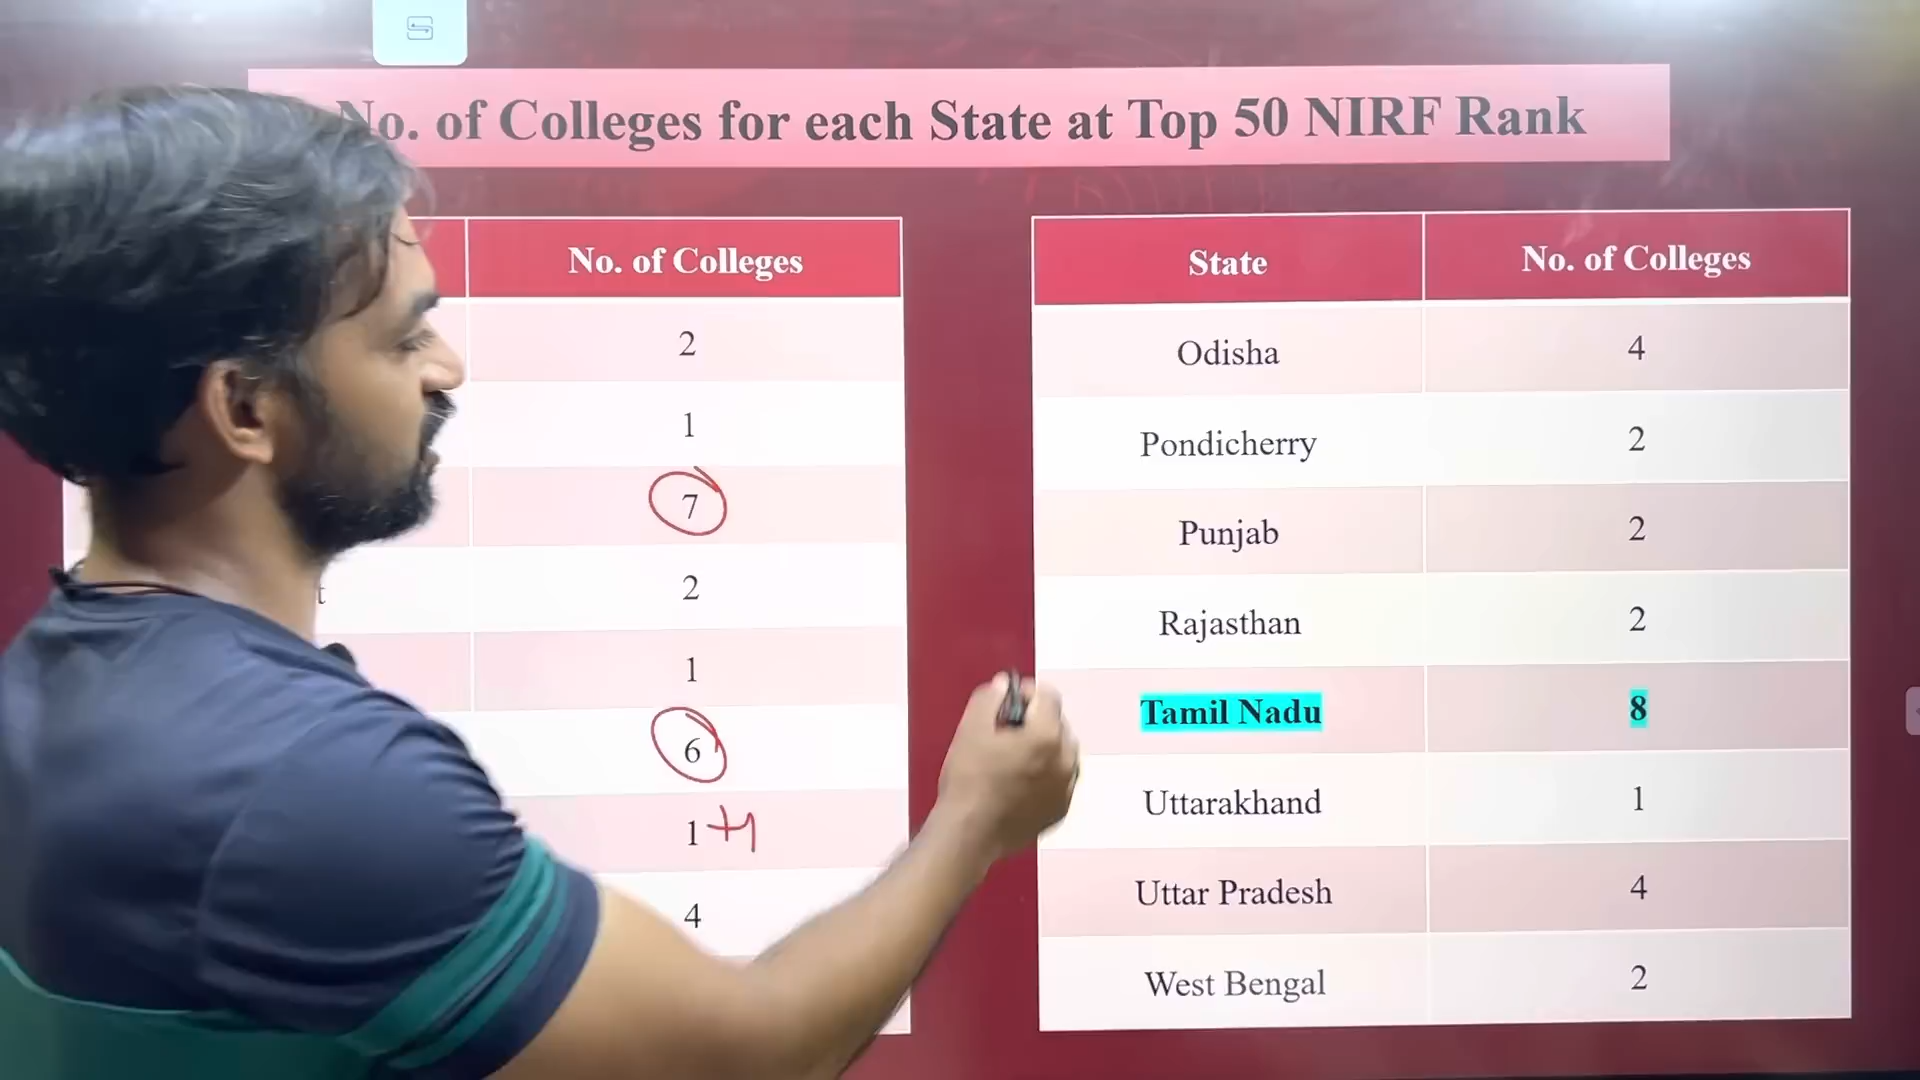 No. of Colleges for each State at Top 50 NIRF Rank
No. of Colleges
2
1
7
2
t
1
6
1 +1
4
State No. of Colleges
Odisha 4
Pondicherry 2
Punjab 2
Rajasthan 2
Tamil Nadu 8
Uttarakhand 1
Uttar Pradesh 4
West Bengal 2